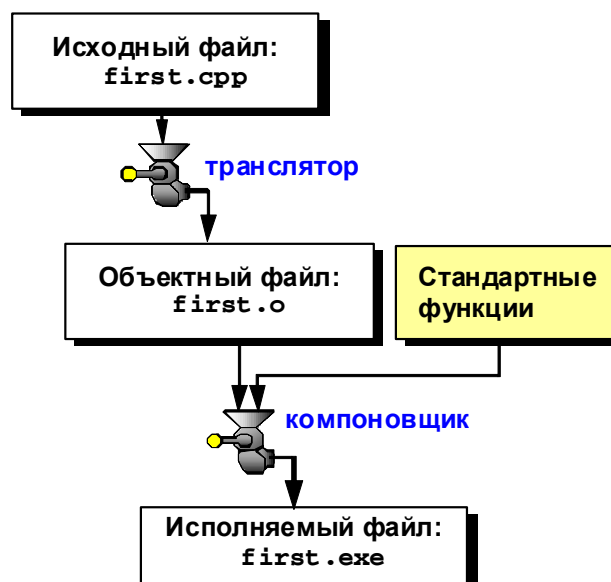 Исходный файл:
first.cpp
транслятор
Объектный файл:
first.o
Стандартные
функции
компоновщик
Исполняемый файл:
first.exe